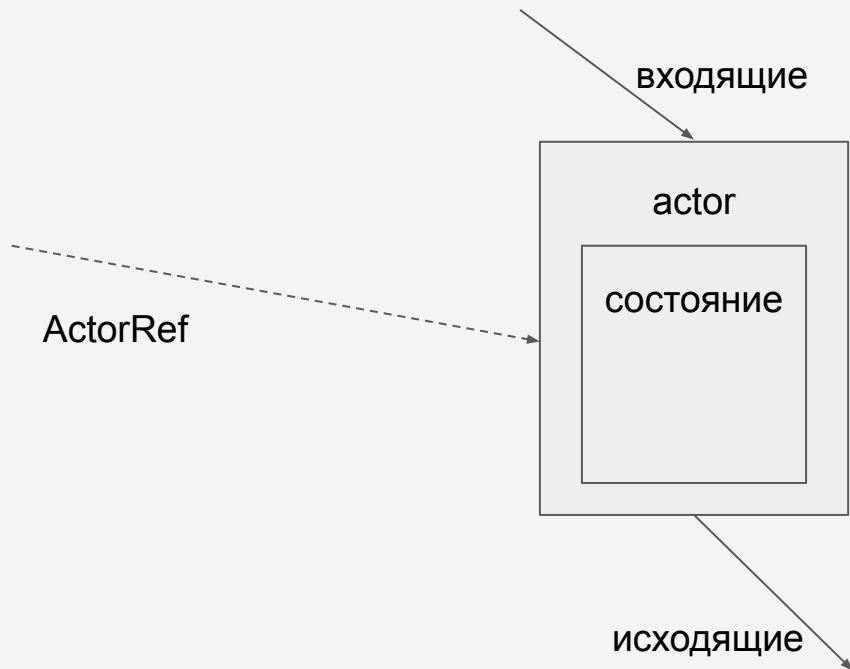 входящие
actor
состояние
ActorRef
исходящие